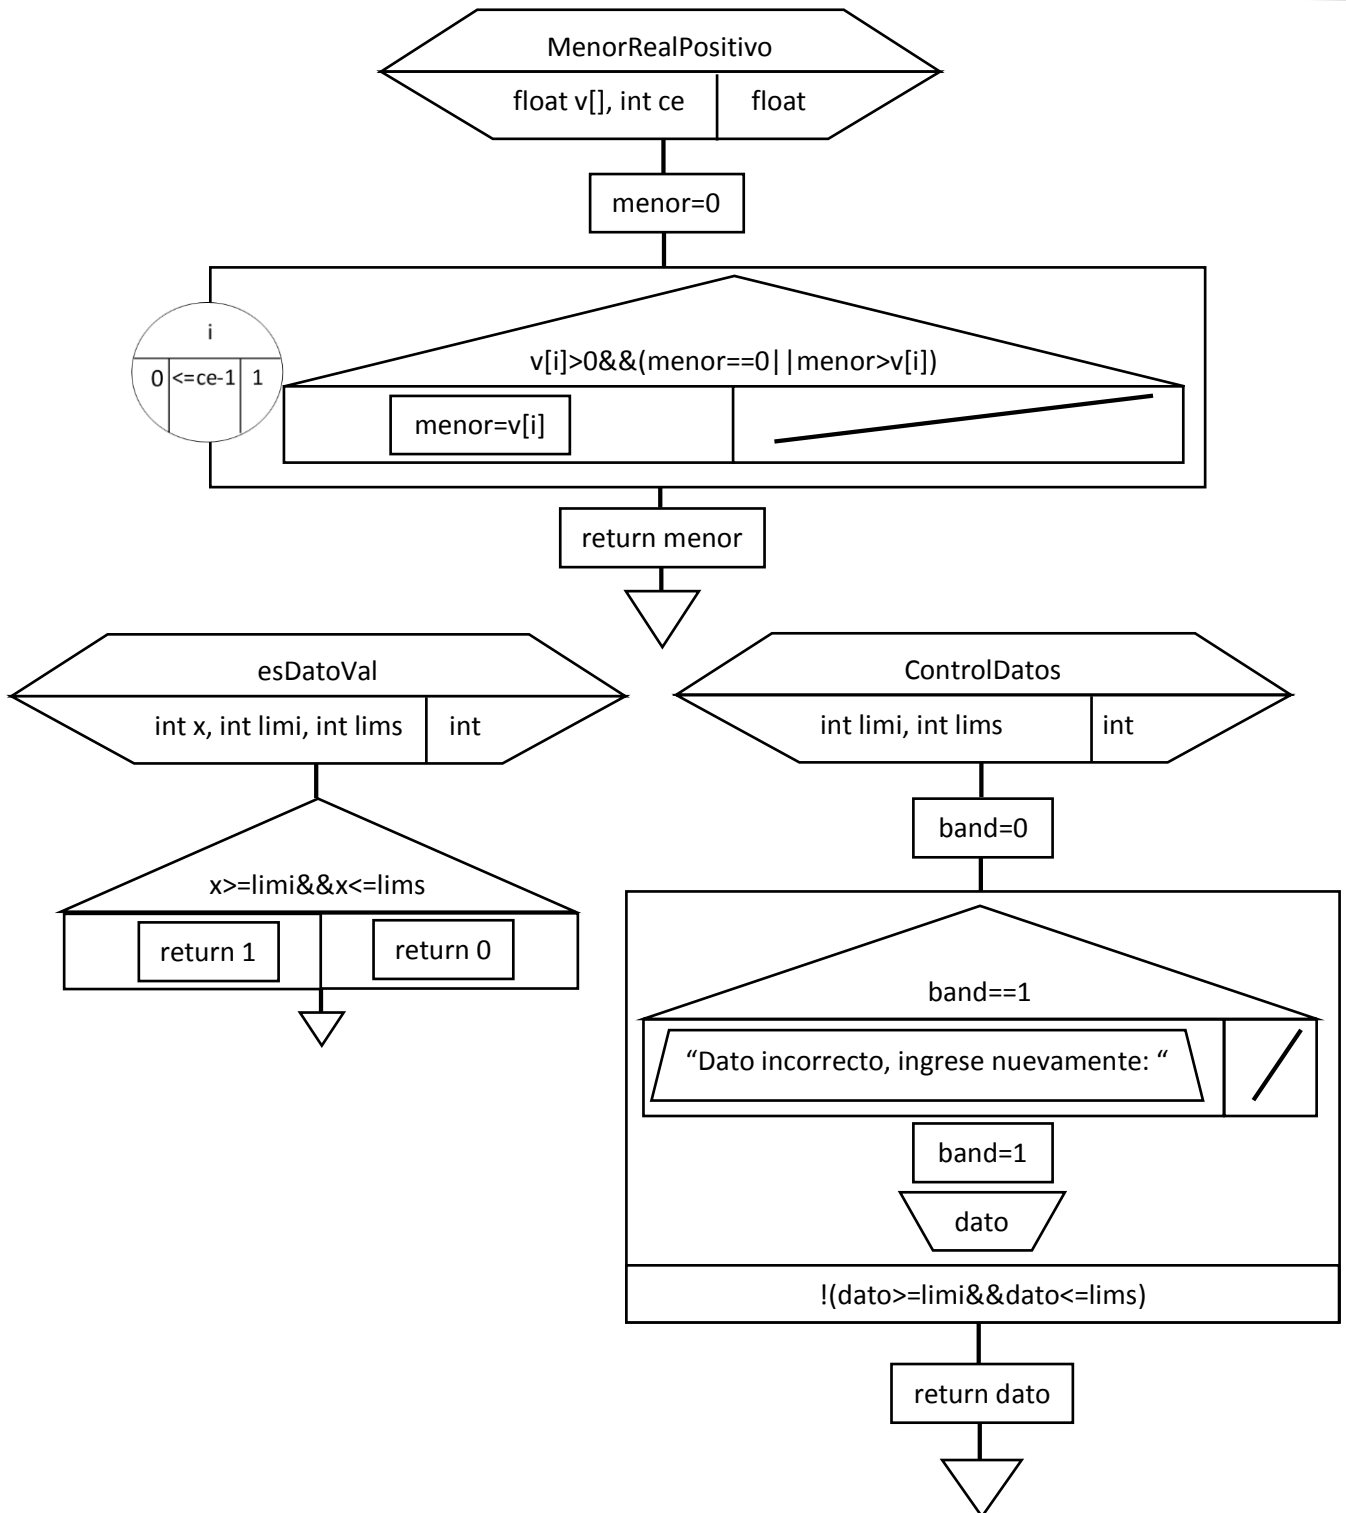 MenorRealPositivo
float v[], int ce
float
menor=0
i
0
<=ce-1
1
v[i]>0&&(menor==0||menor>v[i])
menor=v[i]
return menor
esDatoVal
int x, int limi, int lims
int
x>=limi&&x<=lims
return 1
return 0
ControlDatos
int limi, int lims
int
band=0
band==1
“Dato incorrecto, ingrese nuevamente: “
band=1
dato
!(dato>=limi&&dato<=lims)
return dato